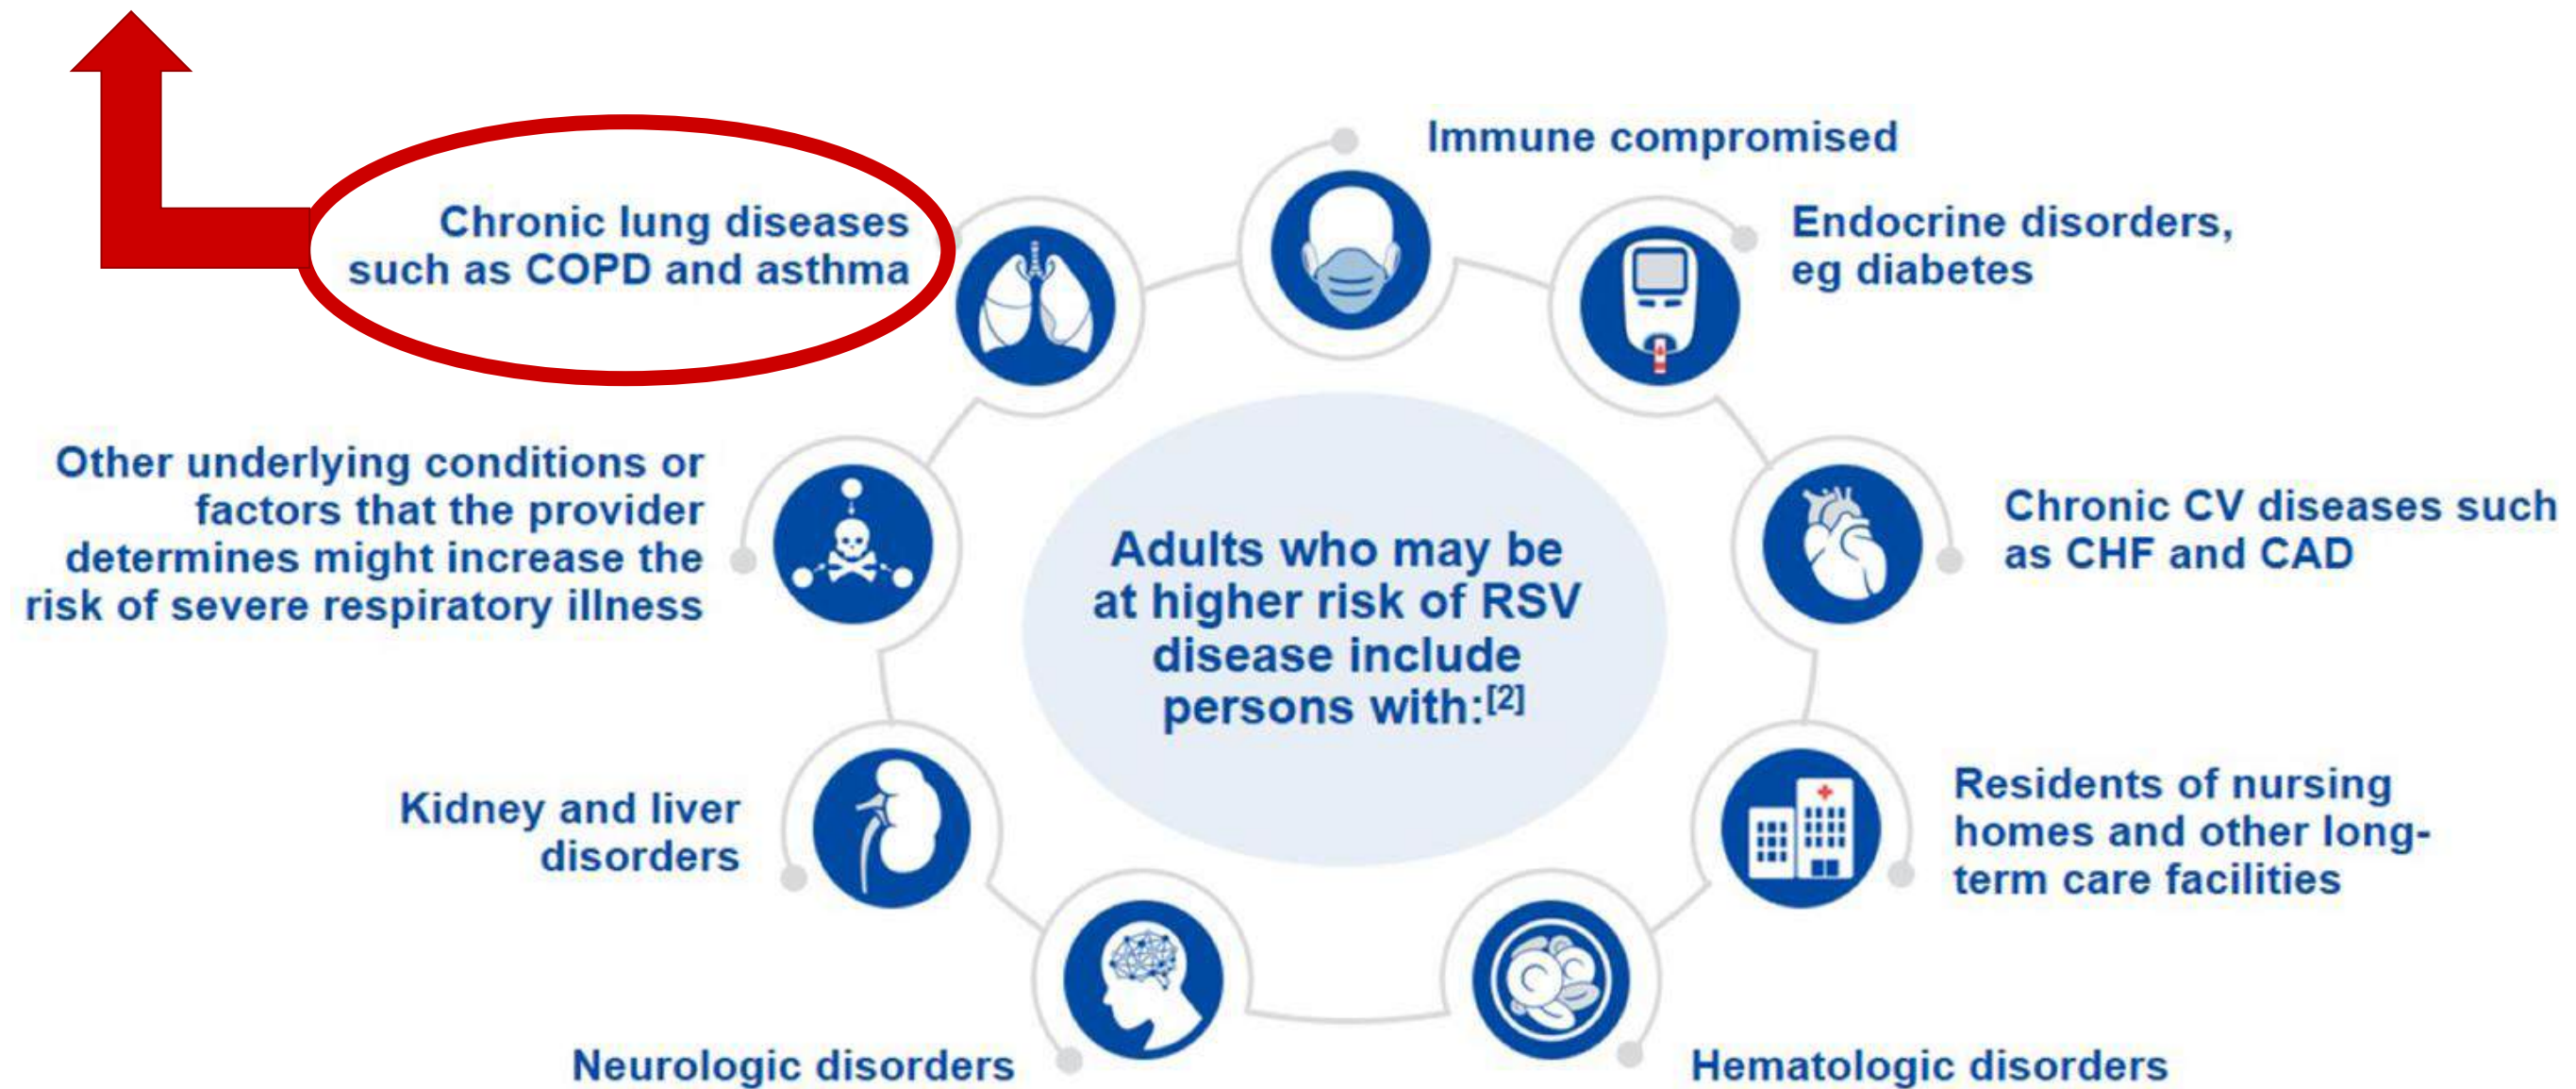 Immune compromised
Chronic lung diseases
such as COPD and asthma
Endocrine disorders,
eg diabetes
Other underlying conditions or
factors that the provider
determines might increase the
risk of severe respiratory illness
Adults who may be
at higher risk of RSV
disease include
persons with:[2]
Chronic CV diseases such
as CHF and CAD
Kidney and liver
disorders
Residents of nursing
homes and other long-
term care facilities
Neurologic disorders
Hematologic disorders